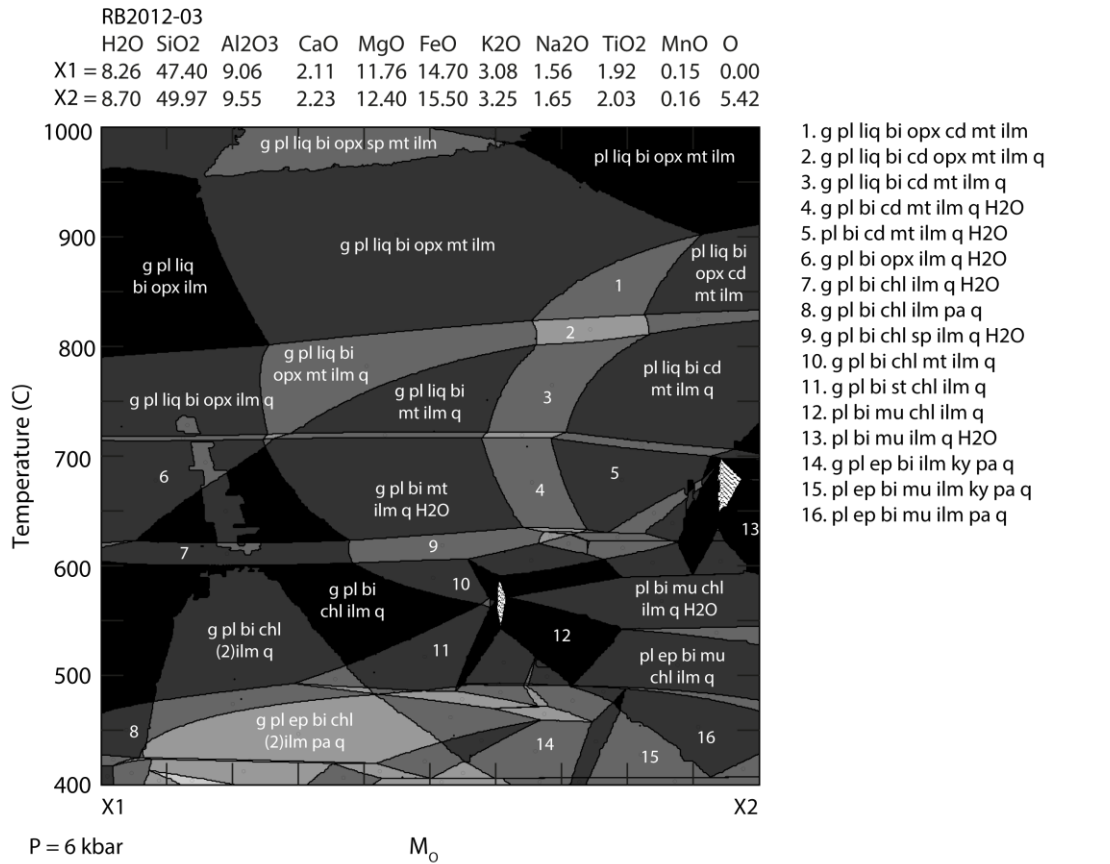 RB2012-03
H2O SiO2 Al2O3 CaO MgO FeO K2O Na2O TiO2 MnO O
X1 = 8.26 47.40 9.06 2.11 11.76 14.70 3.08 1.56 1.92 0.15 0.00
X2 = 8.70 49.97 9.55 2.23 12.40 15.50 3.25 1.65 2.03 0.16 5.42
1000
900
800
700
600
500
400
Temperature (C)
g pl liq bi opx sp mt ilm
pl liq bi opx mt ilm
g pl liq bi opx mt ilm
g pl liq
bi opx ilm
pl liq bi
opx cd
mt ilm
1
2
g pl liq bi
opx mt ilm q
g pl liq bi opx ilm q
g pl liq bi
mt ilm q
pl liq bi cd
mt ilm q
3
6
g pl bi mt
ilm q H2O
4
5
13
7
9
g pl bi
chl ilm q
10
pl bi mu chl
ilm q H2O
g pl bi chl
(2)ilm q
11
12
pl ep bi mu
chl ilm q
8
g pl ep bi chl
(2)ilm pa q
14
15
16
X1
X2
P = 6 kbar
MO
1. g pl liq bi opx cd mt ilm
2. g pl liq bi cd opx mt ilm q
3. g pl liq bi cd mt ilm q
4. g pl bi cd mt ilm q H2O
5. pl bi cd mt ilm q H2O
6. g pl bi opx ilm q H2O
7. g pl bi chl ilm q H2O
8. g pl bi chl ilm pa q
9. g pl bi chl sp ilm q H2O
10. g pl bi chl mt ilm q
11. g pl bi st chl ilm q
12. pl bi mu chl ilm q
13. pl bi mu ilm q H2O
14. g pl ep bi ilm ky pa q
15. pl ep bi mu ilm ky pa q
16. pl ep bi mu ilm pa q